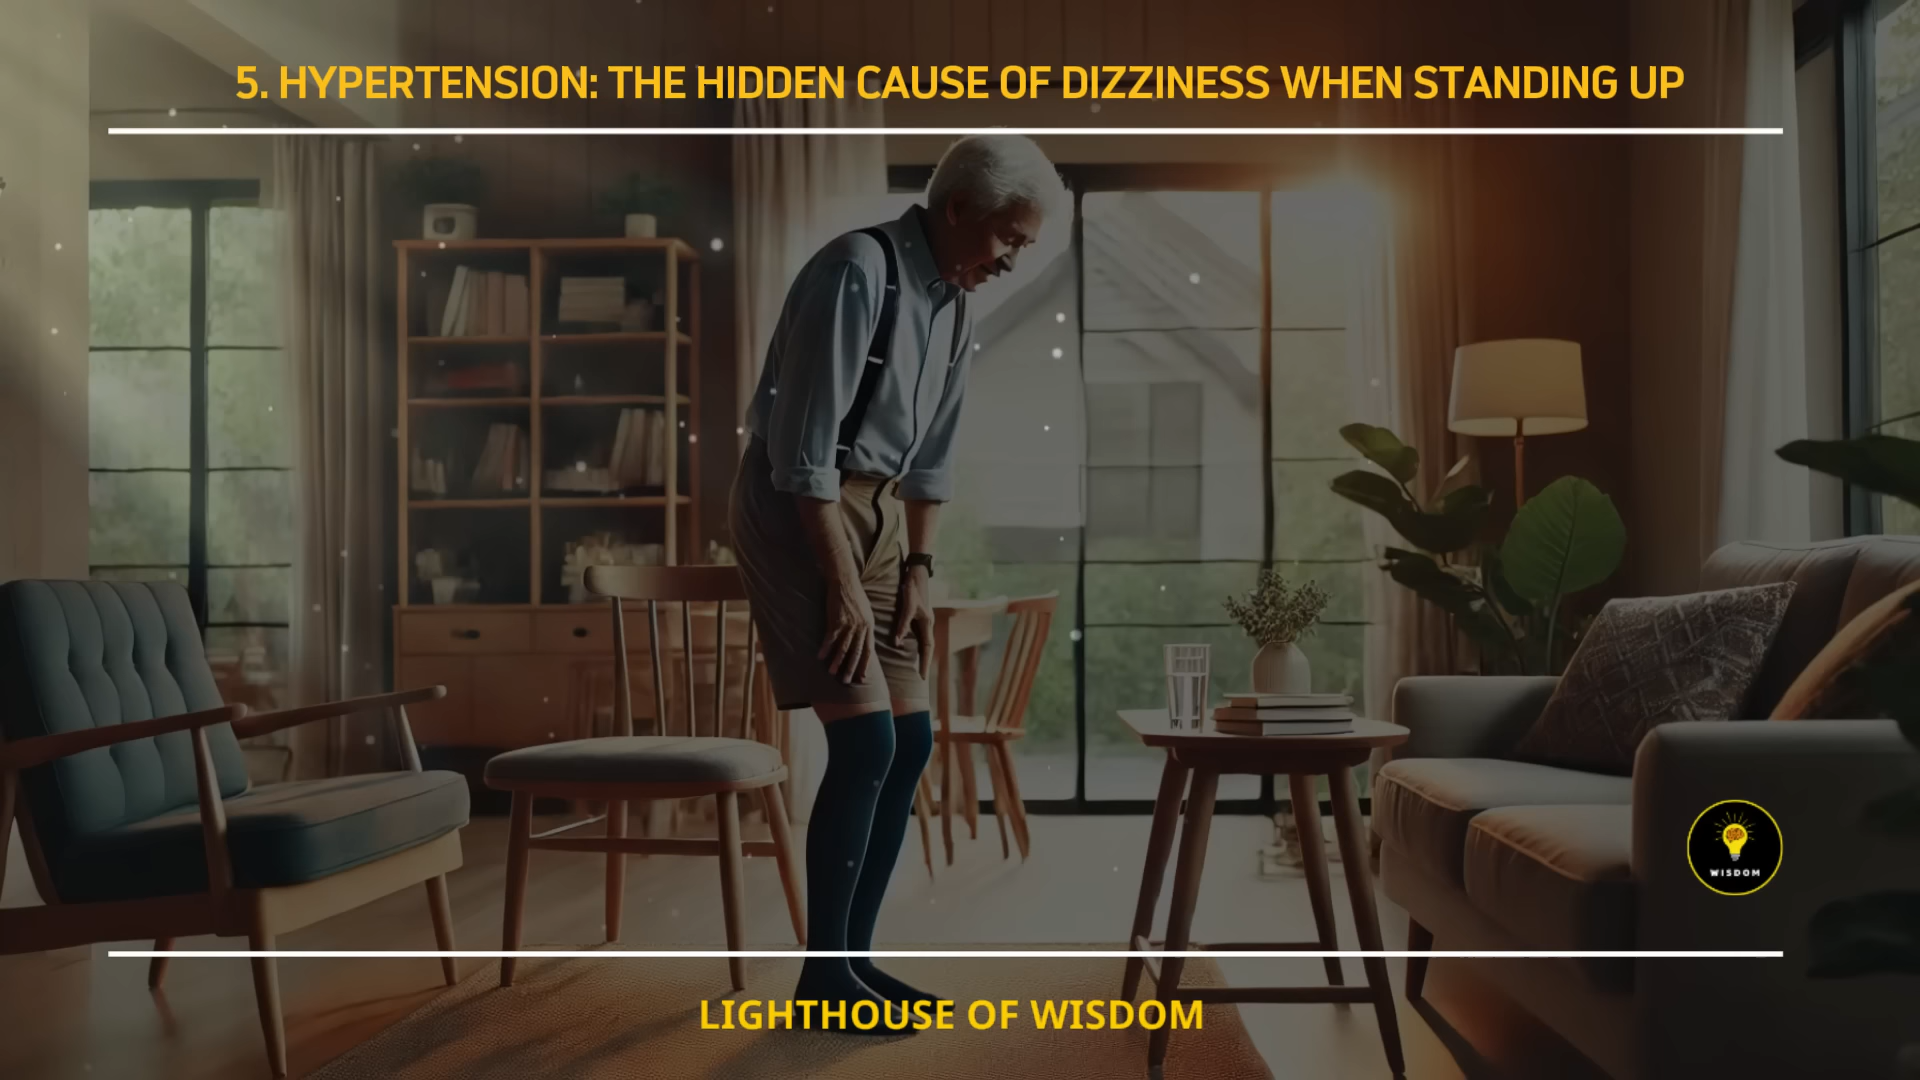 5. HYPERTENSION: THE HIDDEN CAUSE OF DIZZINESS WHEN STANDING UP
WISDOM
LIGHTHOUSE OF WISDOM